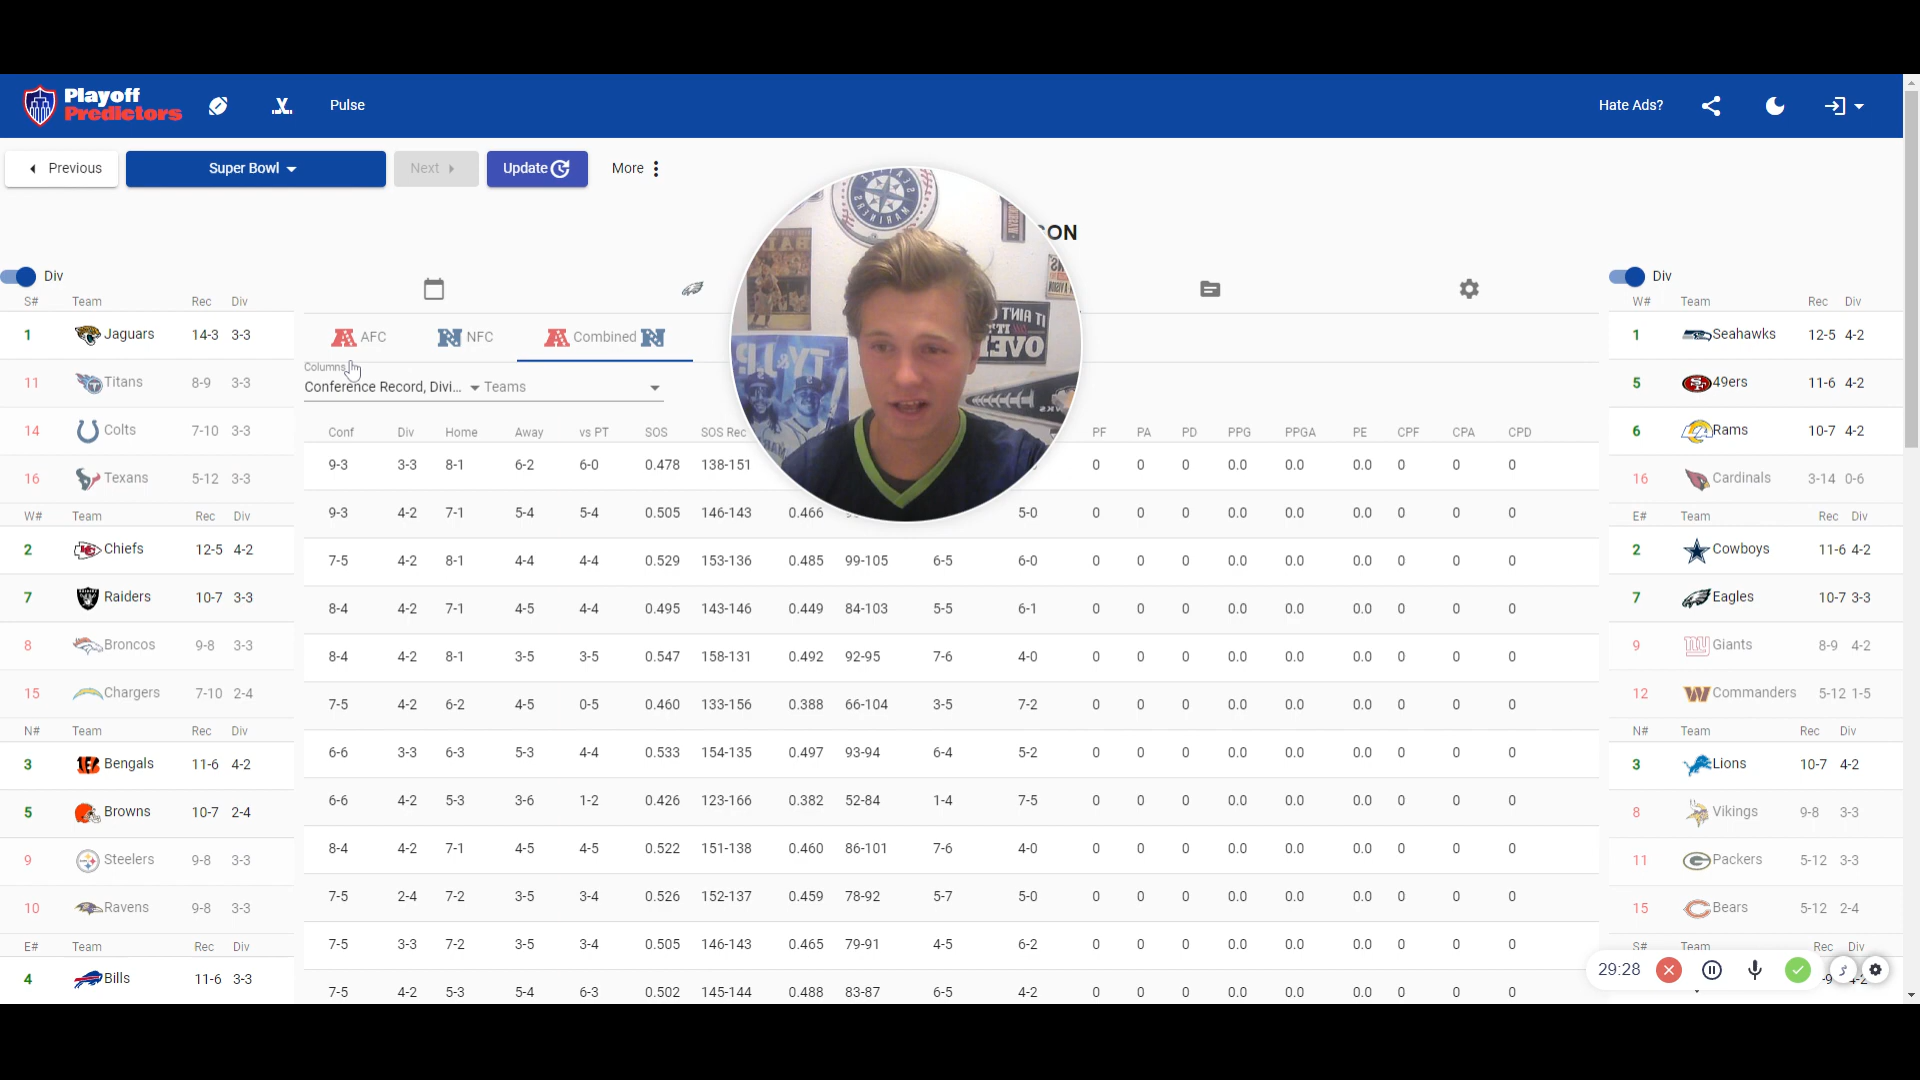 Playoff Predictors Pulse Hate Ads?
Previous Super Bowl Next Update More
ON
Div
S# Team Rec Div
1 Jaguars 14-3 3-3
11 Titans 8-9 3-3
14 Colts 7-10 3-3
16 Texans 5-12 3-3
W# Team Rec Div
2 Chiefs 12-5 4-2
7 Raiders 10-7 3-3
8 Broncos 9-8 3-3
15 Chargers 7-10 2-4
N# Team Rec Div
3 Bengals 11-6 4-2
5 Browns 10-7 2-4
9 Steelers 9-8 3-3
10 Ravens 9-8 3-3
E# Team Rec Div
4 Bills 11-6 3-3
AFC NFC Combined
Columns
Conference Record, Divi... Teams
Conf Div Home Away vs PT SOS SOS Rec PF PA PD PPG PPGA PE CPF CPA CPD
9-3 3-3 8-1 6-2 6-0 0.478 138-151 0 0 0 0.0 0.0 0.0 0 0 0
9-3 4-2 7-1 5-4 5-4 0.505 146-143 0.466 5-0 0 0 0 0.0 0.0 0.0 0 0 0
7-5 4-2 8-1 4-4 4-4 0.529 153-136 0.485 99-105 6-5 6-0 0 0 0 0.0 0.0 0.0 0 0 0
8-4 4-2 7-1 4-5 4-4 0.495 143-146 0.449 84-103 5-5 6-1 0 0 0 0.0 0.0 0.0 0 0 0
8-4 4-2 8-1 3-5 3-5 0.547 158-131 0.492 92-95 7-6 4-0 0 0 0 0.0 0.0 0.0 0 0 0
7-5 4-2 6-2 4-5 0-5 0.460 133-156 0.388 66-104 3-5 7-2 0 0 0 0.0 0.0 0.0 0 0 0
6-6 3-3 6-3 5-3 4-4 0.533 154-135 0.497 93-94 6-4 5-2 0 0 0 0.0 0.0 0.0 0 0 0
6-6 4-2 5-3 3-6 1-2 0.426 123-166 0.382 52-84 1-4 7-5 0 0 0 0.0 0.0 0.0 0 0 0
8-4 4-2 7-1 4-5 4-5 0.522 151-138 0.460 86-101 7-6 4-0 0 0 0 0.0 0.0 0.0 0 0 0
7-5 2-4 7-2 3-5 3-4 0.526 152-137 0.459 78-92 5-7 5-0 0 0 0 0.0 0.0 0.0 0 0 0
7-5 3-3 7-2 3-5 3-4 0.505 146-143 0.465 79-91 4-5 6-2 0 0 0 0.0 0.0 0.0 0 0 0
7-5 4-2 5-3 5-4 6-3 0.502 145-144 0.488 83-87 6-5 4-2 0 0 0 0.0 0.0 0.0 0 0 0
Div
W# Team Rec Div
1 Seahawks 12-5 4-2
5 49ers 11-6 4-2
6 Rams 10-7 4-2
16 Cardinals 3-14 0-6
E# Team Rec Div
2 Cowboys 11-6 4-2
7 Eagles 10-7 3-3
9 Giants 8-9 4-2
12 Commanders 5-12 1-5
N# Team Rec Div
3 Lions 10-7 4-2
8 Vikings 9-8 3-3
11 Packers 5-12 3-3
15 Bears 5-12 2-4
S# Team Rec Div
29:28